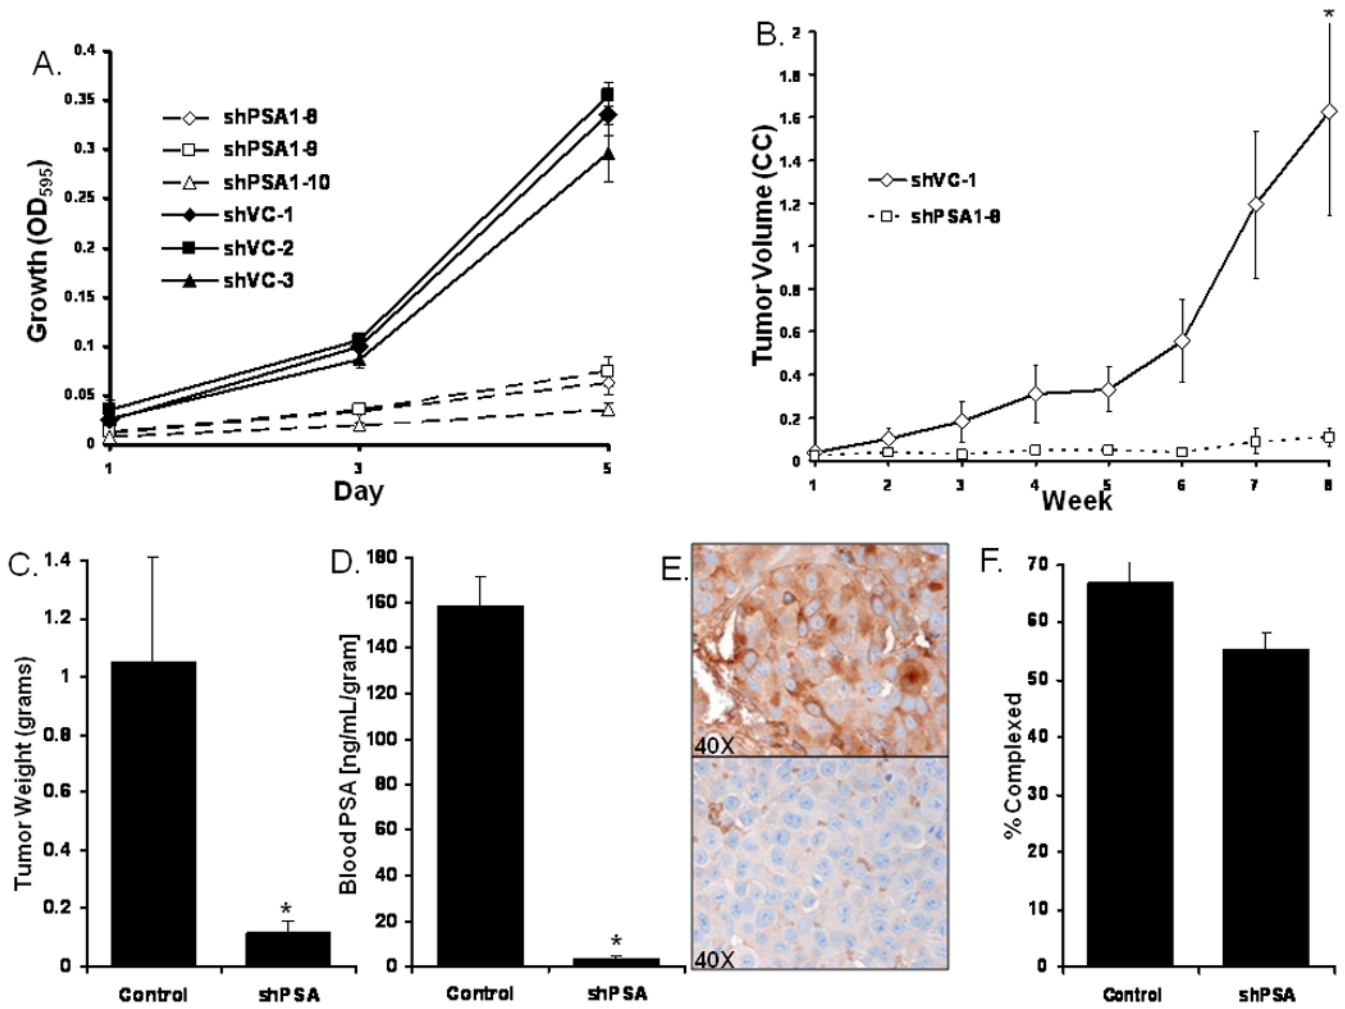 A.
0.4
0.35
0.3
0.25
0.2
0.15
0.1
0.05
0
Growth (OD595)
shPSA1-8
shPSA1-9
shPSA1-10
shVC-1
shVC-2
shVC-3
1
3
5
Day
B.
*
2
1.8
1.6
1.4
1.2
1
0.8
0.6
0.4
0.2
0
Tumor Volume (CC)
shVC-1
shPSA1-8
1
2
3
4
5
6
7
8
Week
C.
1.4
1.2
1
0.8
0.6
0.4
0.2
0
Tumor Weight (grams)
*
Control
shPSA
D.
180
160
140
120
100
80
60
40
20
0
Blood PSA [ng/mL/gram]
*
Control
shPSA
E.
40X
40X
F.
70
60
50
40
30
20
10
0
% Complexed
Control
shPSA